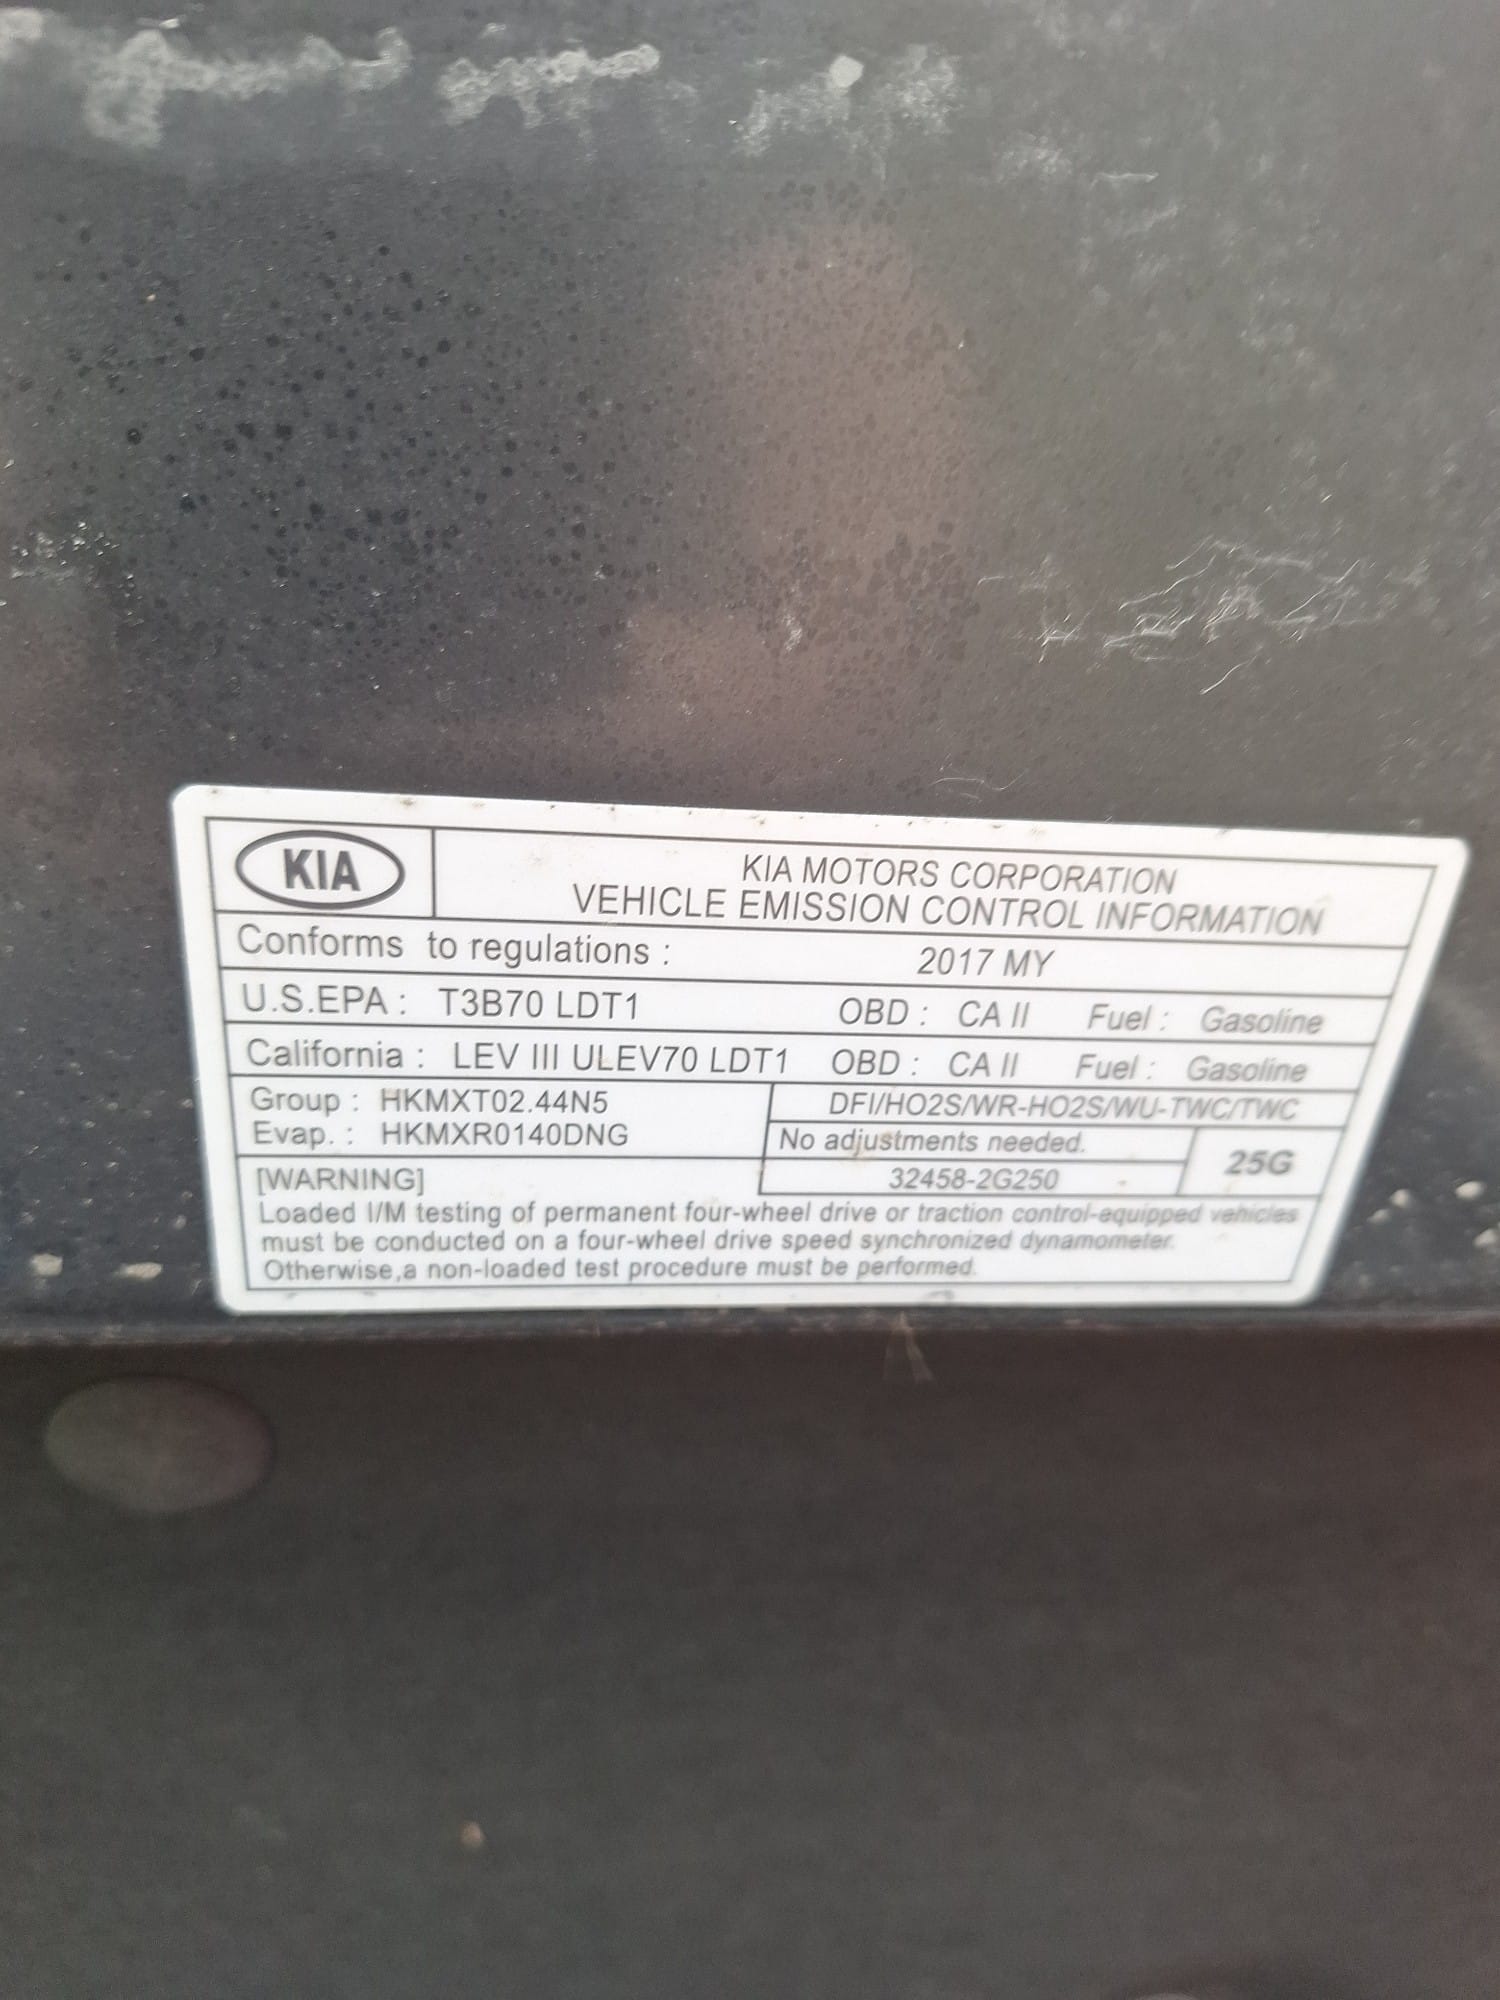 KIA
KIA MOTORS CORPORATION
VEHICLE EMISSION CONTROL INFORMATION
Conforms to regulations : 2017 MY
U.S.EPA : T3B70 LDT1 OBD : CA II Fuel : Gasoline
California : LEV III ULEV70 LDT1 OBD : CA II Fuel : Gasoline
Group : HKMXT02.44N5
Evap. : HKMXR0140DNG
DFI/HO2S/WR-HO2S/WU-TWC/TWC
No adjustments needed.
32458-2G250
25G
[WARNING]
Loaded I/M testing of permanent four-wheel drive or traction control-equipped vehicles
must be conducted on a four-wheel drive speed synchronized dynamometer.
Otherwise,a non-loaded test procedure must be performed.